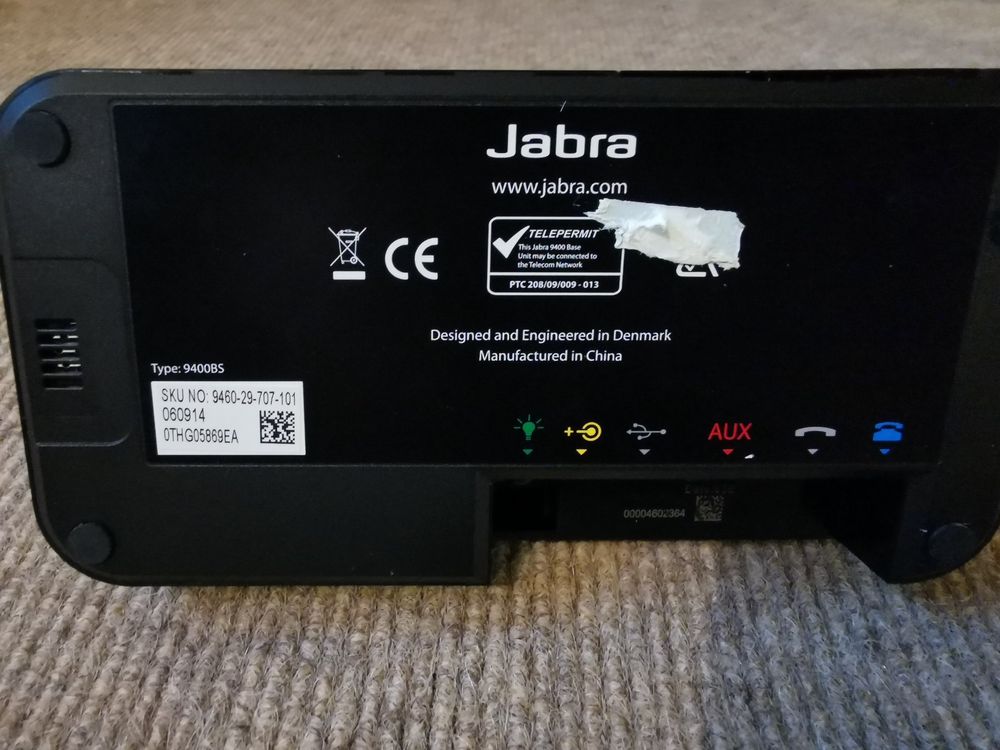 Jabra
www.jabra.com
TELEPERMIT
This Jabra 9400 Base
Unit may be connected to
the Telecom Network
PTC 208/09/009 - 013
CE
Designed and Engineered in Denmark
Manufactured in China
Type: 9400BS
SKU NO: 9460-29-707-101
060914
0THG05869EA
AUX
00004602364